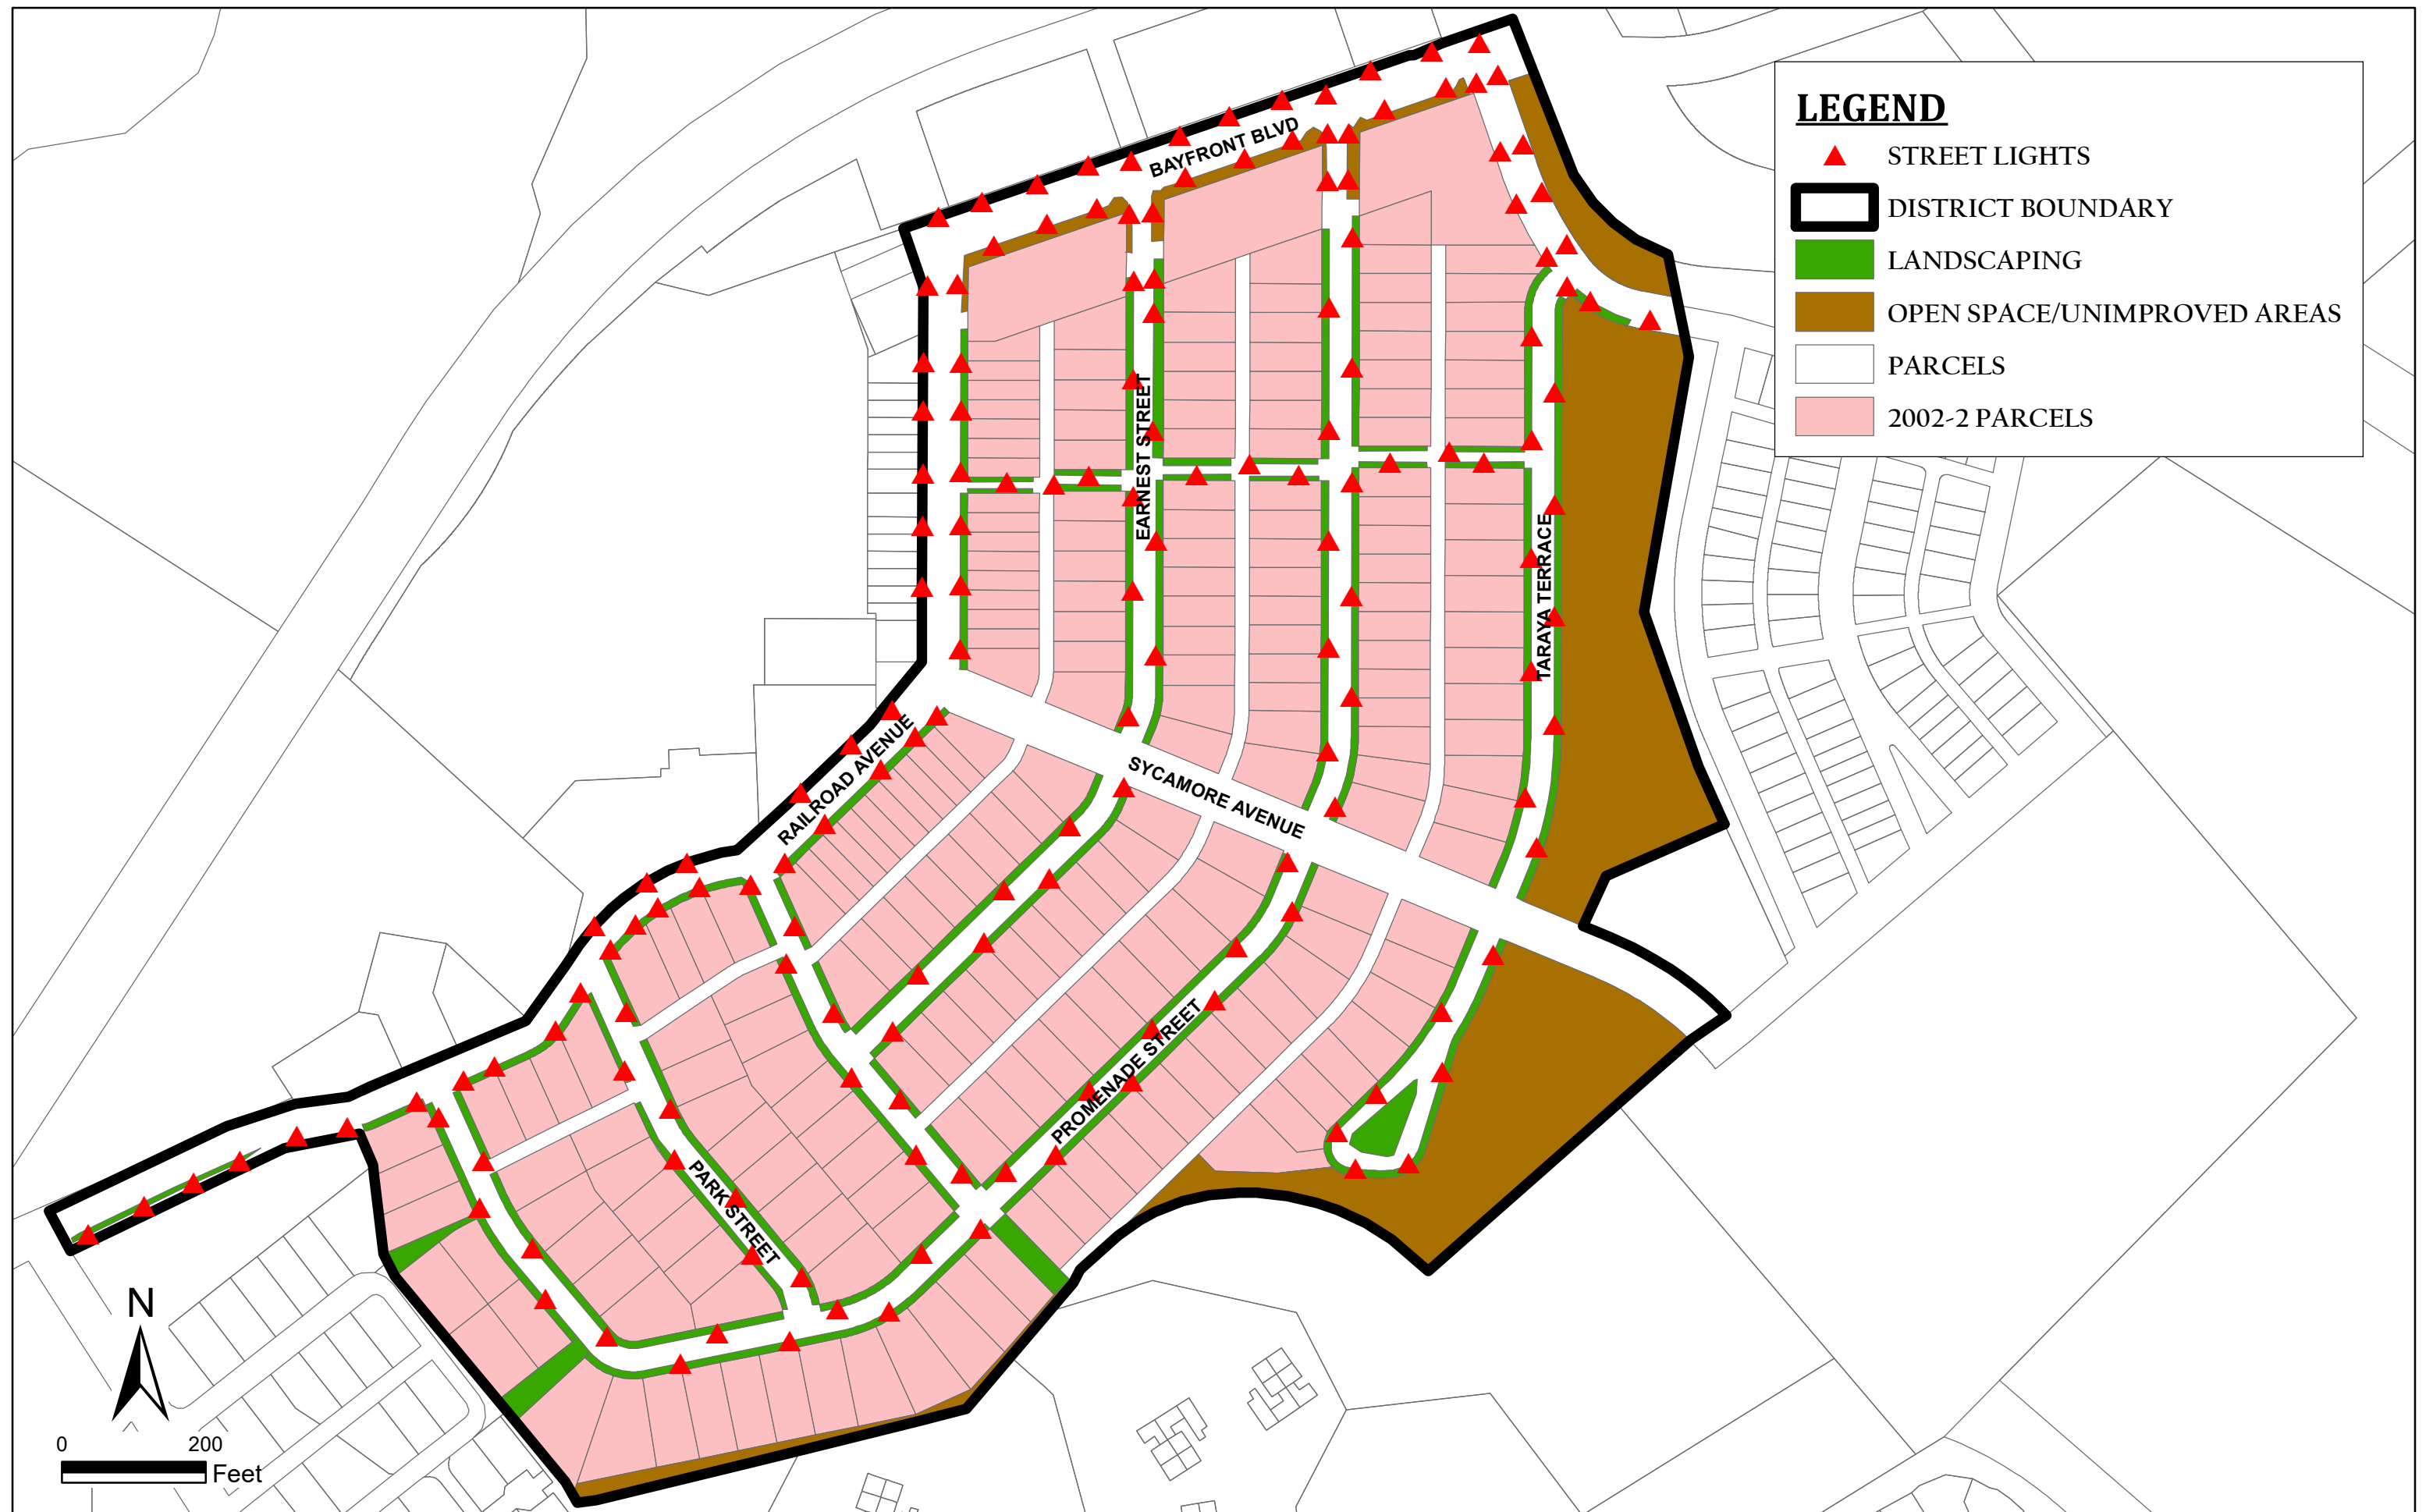 LEGEND
STREET LIGHTS
DISTRICT BOUNDARY
LANDSCAPING
OPEN SPACE/UNIMPROVED AREAS
PARCELS
2002-2 PARCELS
BAYFRONT BLVD
EARNEST STREET
TARAYA TERRACE
RAILROAD AVENUE
SYCAMORE AVENUE
PROMENADE STREET
PARK STREET
N
0 200
Feet